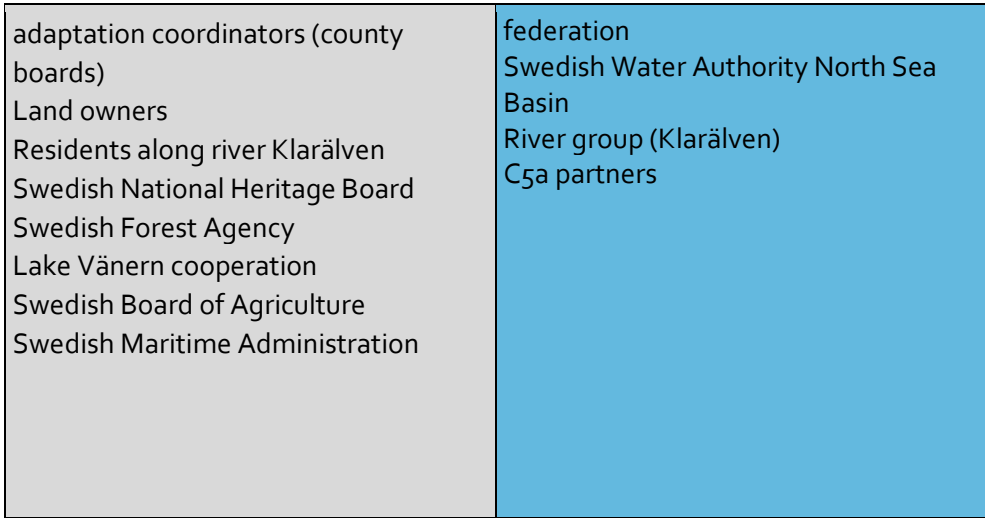 adaptation coordinators (county
boards)
Land owners
Residents along river Klarälven
Swedish National Heritage Board
Swedish Forest Agency
Lake Vänern cooperation
Swedish Board of Agriculture
Swedish Maritime Administration
federation
Swedish Water Authority North Sea
Basin
River group (Klarälven)
C5a partners